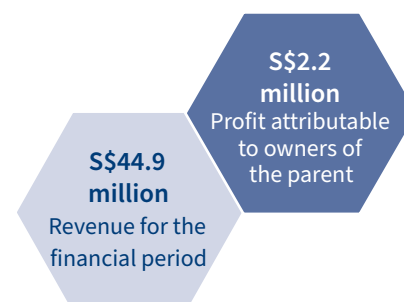 S$2.2
million
Profit attributable
to owners of
the parent
S$44.9
million
Revenue for the
financial period